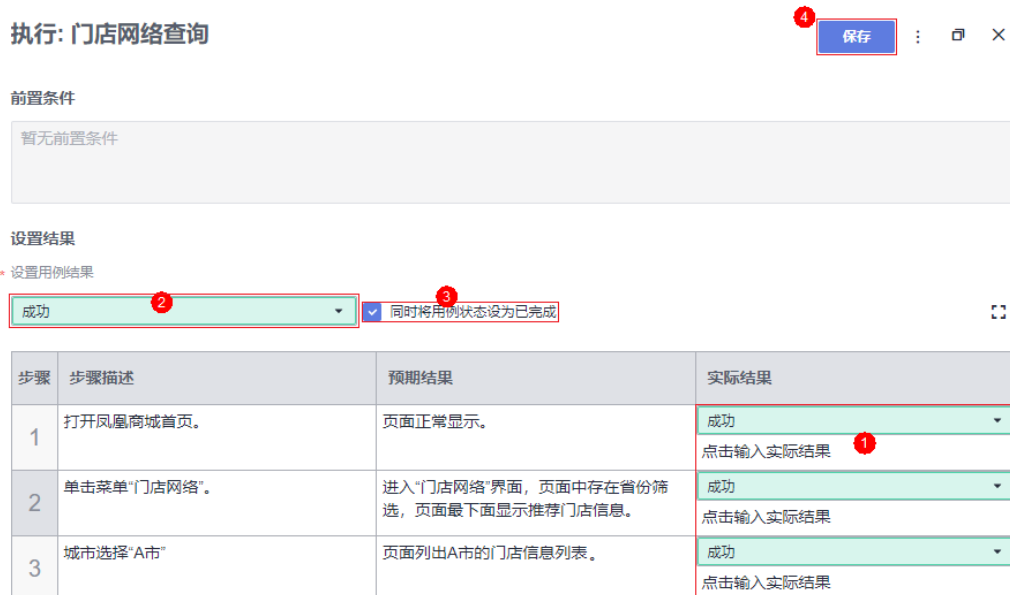 执行: 门店网络查询
4
保存
前置条件
暂无前置条件
设置结果
* 设置用例结果
成功
2
3
同时将用例状态设为已完成
步骤 步骤描述 预期结果 实际结果
1 打开凤凰商城首页。 页面正常显示。 成功
点击输入实际结果
1
2 单击菜单“门店网络”。 进入“门店网络”界面，页面中存在省份筛
选，页面最下面显示推荐门店信息。
成功
点击输入实际结果
3 城市选择“A市” 页面列出A市的门店信息列表。 成功
点击输入实际结果